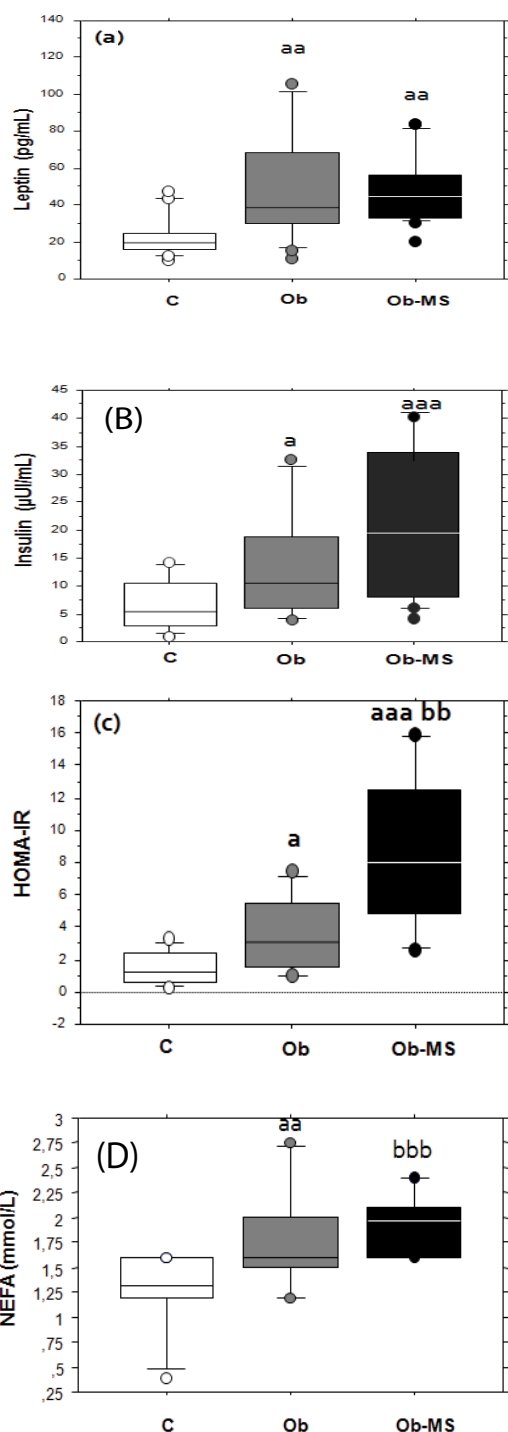 (a)
aa
aa
Leptin (pg/mL)
140
120
100
80
60
40
20
0
C Ob Ob-MS
(B)
a
aaa
Insulin (µUI/mL)
45
40
35
30
25
20
15
10
5
0
C Ob Ob-MS
(c)
a
aaa bb
HOMA-IR
18
16
14
12
10
8
6
4
2
0
-2
C Ob Ob-MS
(D)
aa
bbb
NEFA (mmol/L)
3
2,75
2,5
2,25
2
1,75
1,5
1,25
1
,75
,5
,25
C Ob Ob-MS